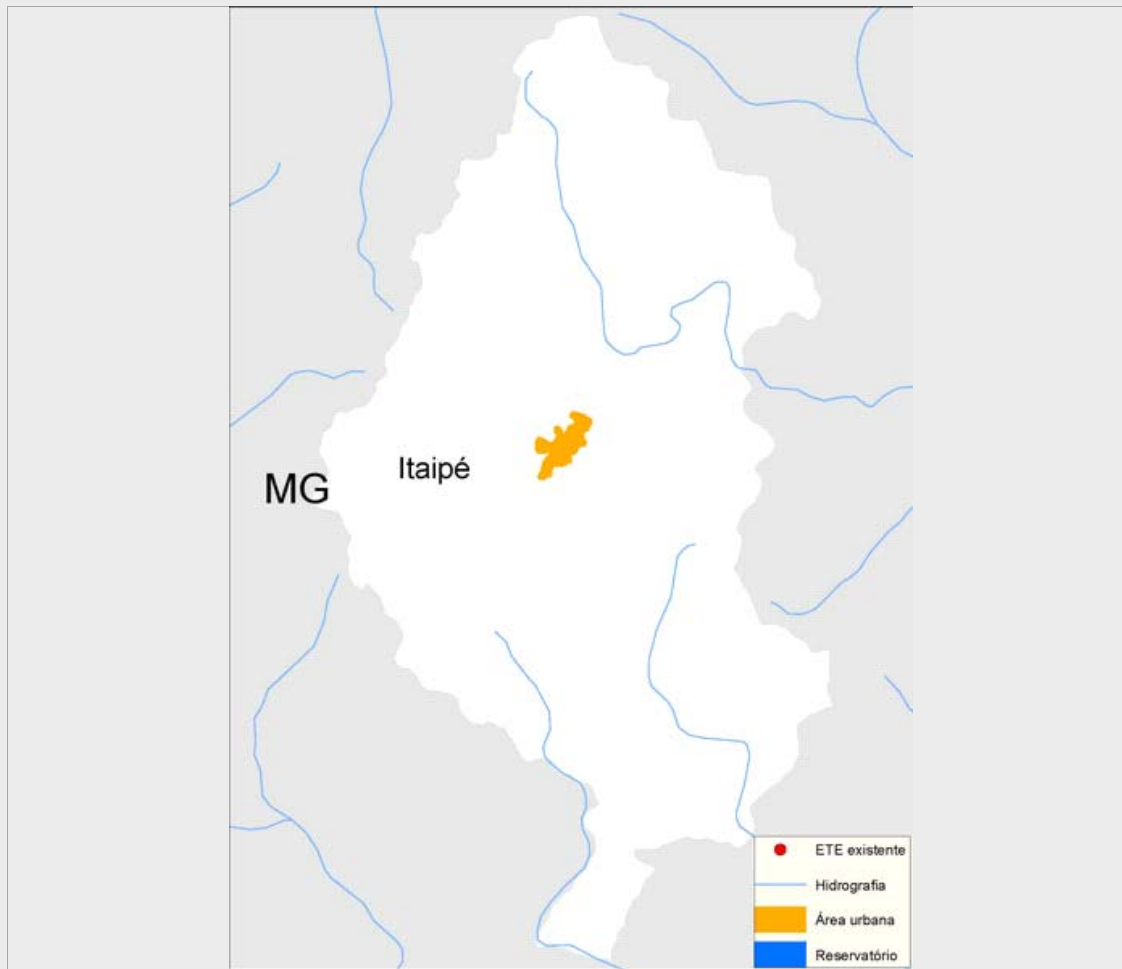 Itaipé
MG
ETE existente
Hidrografia
Área urbana
Reservatório